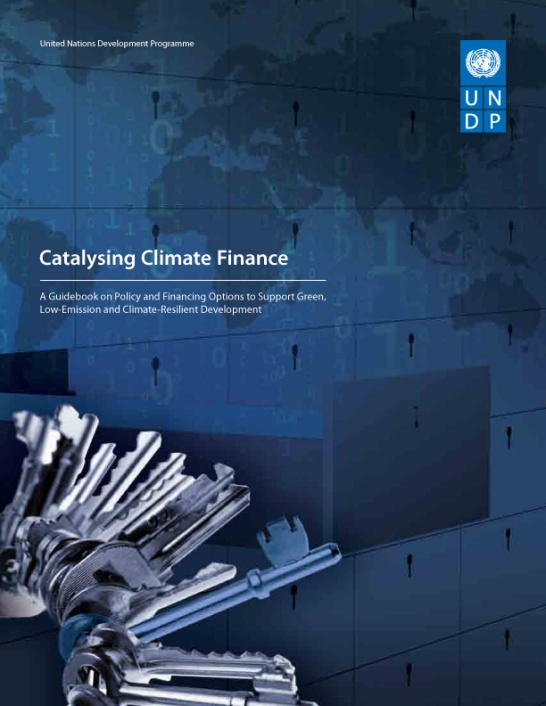 United Nations Development Programme
U N
D P
Catalysing Climate Finance
A Guidebook on Policy and Financing Options to Support Green,
Low-Emission and Climate-Resilient Development